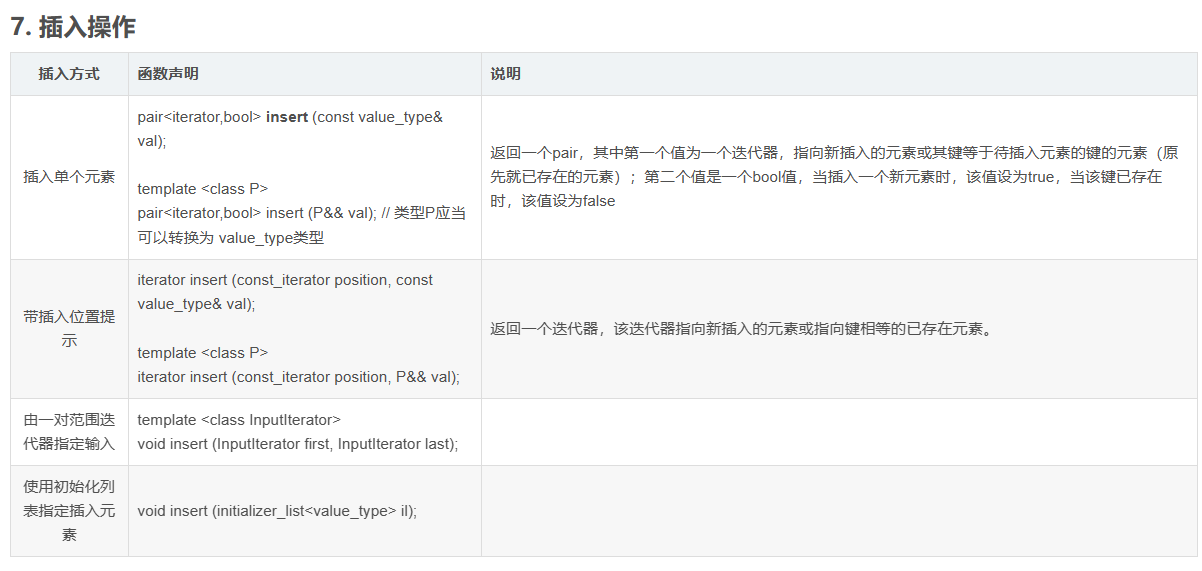 7. 插入操作
插入方式
函数声明
说明
插入单个元素
pair<iterator,bool> insert (const value_type&
val);
template <class P>
pair<iterator,bool> insert (P&& val); // 类型P应当
可以转换为 value_type类型
返回一个pair，其中第一个值为一个迭代器，指向新插入的元素或其键等于待插入元素的键的元素（原
先就已存在的元素）；第二个值是一个bool值，当插入一个新元素时，该值设为true，当该键已存在
时，该值设为false
带插入位置提
示
iterator insert (const_iterator position, const
value_type& val);
template <class P>
iterator insert (const_iterator position, P&& val);
返回一个迭代器，该迭代器指向新插入的元素或指向键相等的已存在元素。
由一对范围迭
代器指定输入
template <class InputIterator>
void insert (InputIterator first, InputIterator last);
使用初始化列
表指定插入元
素
void insert (initializer_list<value_type> il);